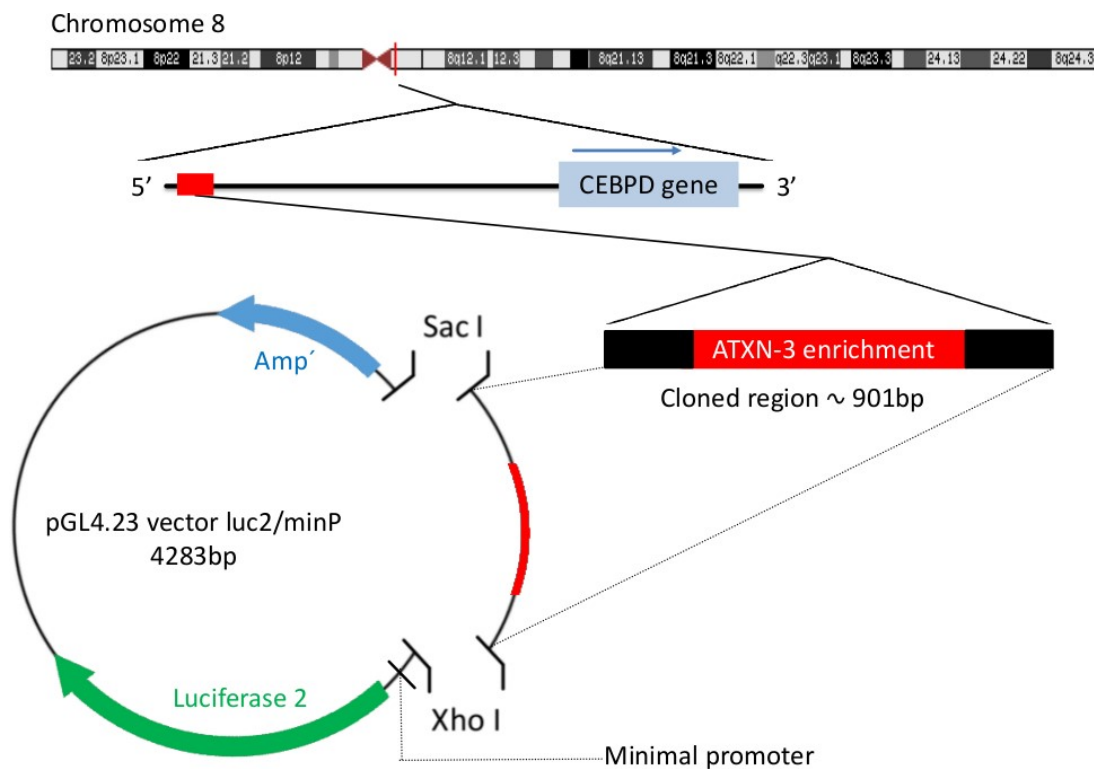 Chromosome 8
23.2 8p23.1 8p22 21.3 21.2 8p12 8q12.1 12.3 8q21.13 8q21.3 8q22.1 q22.3 q23.1 8q23.3 24.13 24.22 8q24.3
5’ CEBPD gene 3’
Sac I
Amp′
ATXN-3 enrichment
Cloned region ~ 901bp
pGL4.23 vector luc2/minP
4283bp
Luciferase 2
Xho I
Minimal promoter